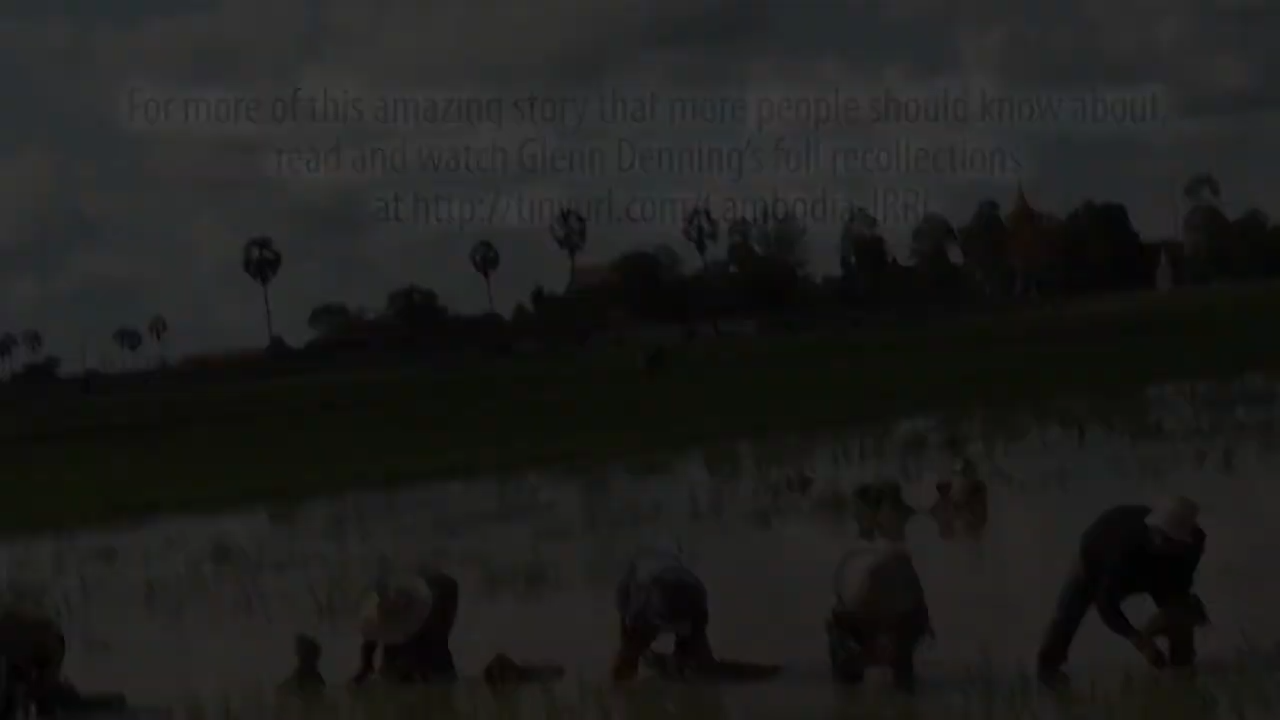 For more of this amazing story that more people should know about,
read and watch Glenn Denning's full recollections
at http://tinyurl.com/Cambodia-IRRI